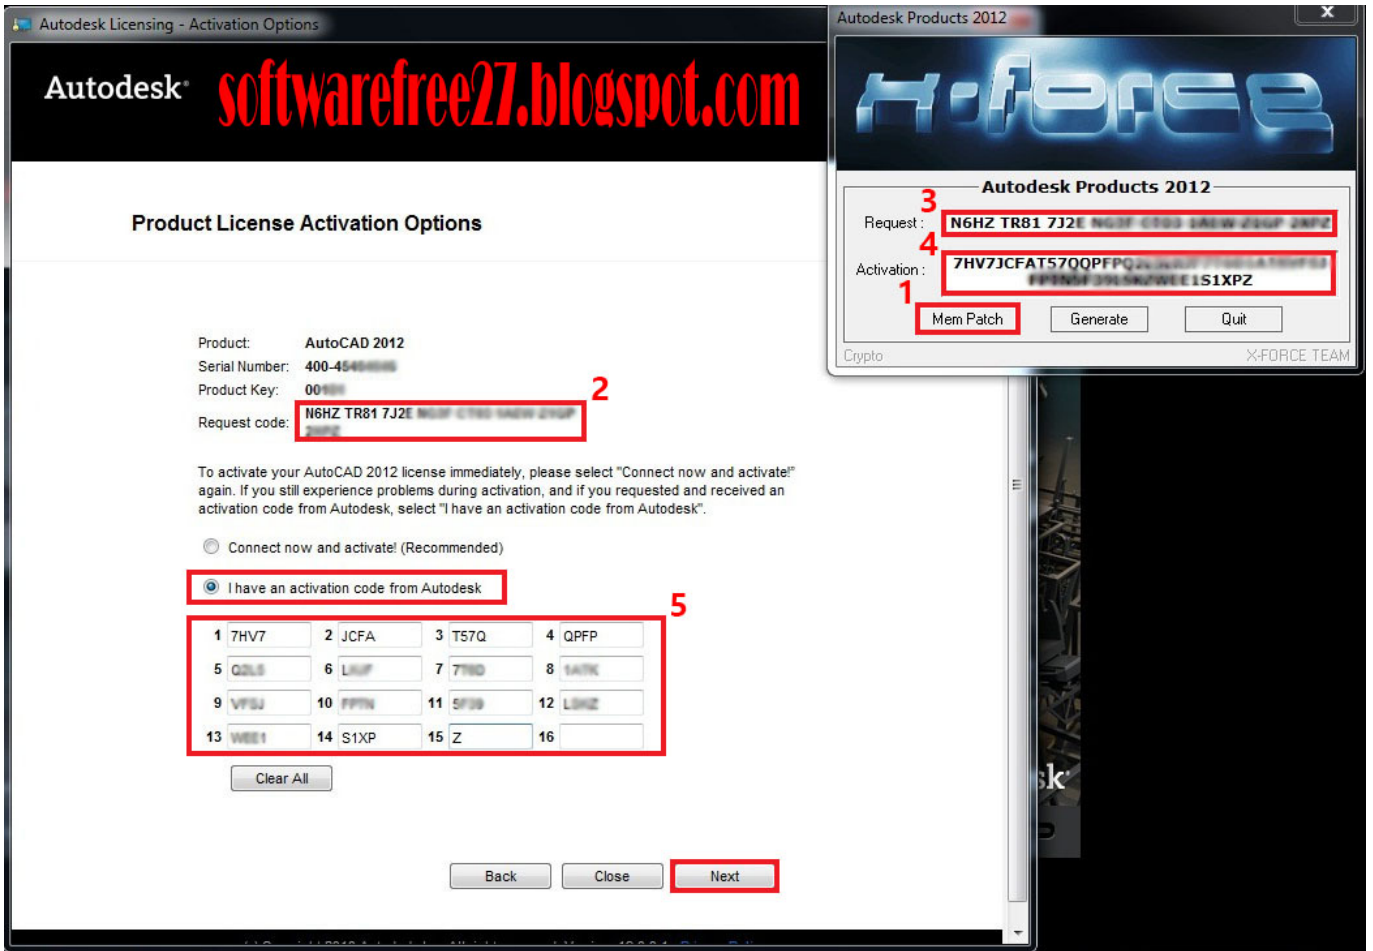 Autodesk Licensing - Activation Options
Autodesk
softwarefree27.blogspot.com
Autodesk Products 2012
x
x-force
Autodesk Products 2012
3
Request :
N6HZ TR81 7J2E
4
Activation :
7HV7JCFAT57QQPFPQ
S1XPZ
1
Mem Patch
Generate
Quit
Crypto
X-FORCE TEAM
Product License Activation Options
Product: AutoCAD 2012
Serial Number: 400-45
Product Key: 00
2
Request code: N6HZ TR81 7J2E
To activate your AutoCAD 2012 license immediately, please select "Connect now and activate!"
again. If you still experience problems during activation, and if you requested and received an
activation code from Autodesk, select "I have an activation code from Autodesk".
Connect now and activate! (Recommended)
I have an activation code from Autodesk
5
1 7HV7 2 JCFA 3 T57Q 4 QPFP
5 6 7 8
9 10 11 12
13 14 S1XP 15 Z 16
Clear All
Back
Close
Next
sk